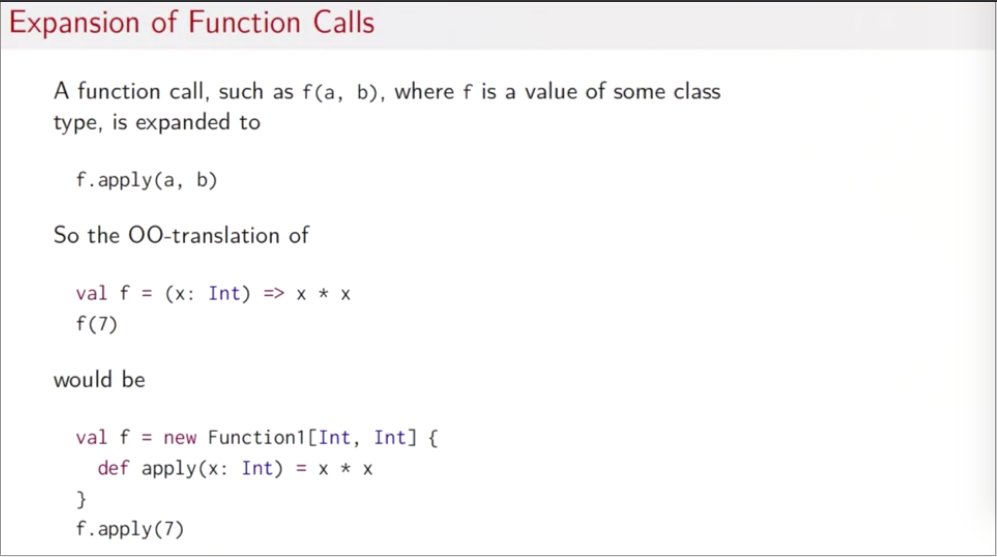 Expansion of Function Calls
A function call, such as f(a, b), where f is a value of some class
type, is expanded to
f.apply(a, b)
So the OO-translation of
val f = (x: Int) => x * x
f(7)
would be
val f = new Function1[Int, Int] {
def apply(x: Int) = x * x
}
f.apply(7)